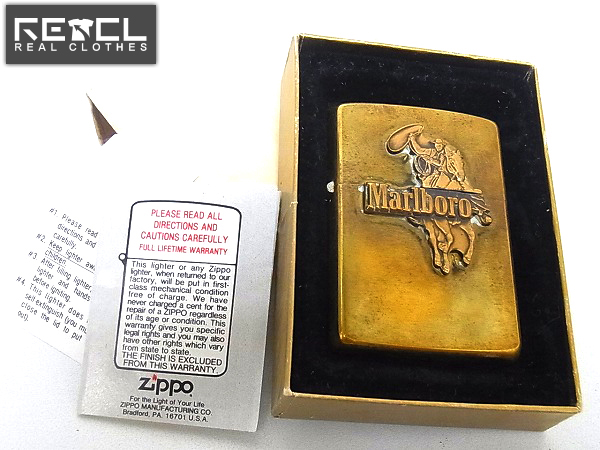 RECL
REAL CLOTHES
#1. Please read
directions and
carefully.
#2. Keep lighter
children.
#3. After filling lighter,
lighter and hands
before igniting.
#4. This lighter does
self extinguish
close the lid to put
out).
PLEASE READ ALL
DIRECTIONS AND
CAUTIONS CAREFULLY
FULL LIFETIME WARRANTY
This lighter or any Zippo
lighter, when returned to our
factory, will be put in first-
class mechanical condition
free of charge. We have
never charged a cent for the
repair of a ZIPPO regardless
of its age or condition. This
warranty gives you specific
legal rights and you may also
have other rights which vary
from state to state.
THE FINISH IS EXCLUDED
FROM THIS WARRANTY.
Zippo
For the Light of Your Life
ZIPPO MANUFACTURING CO.
Bradford, PA. 16701 U.S.A.
Marlboro